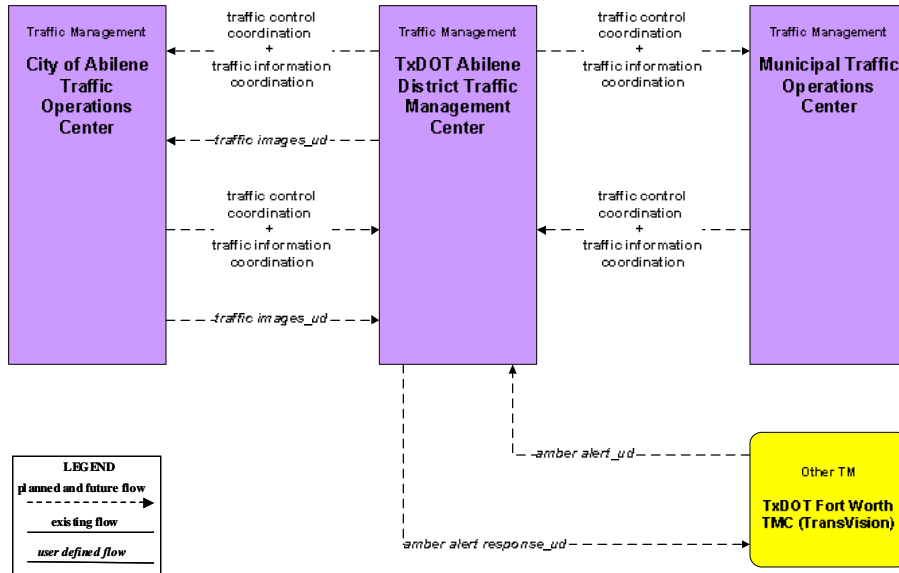 Traffic Management
City of Abilene
Traffic
Operations
Center
traffic control
coordination
+
traffic information
coordination
traffic images_ud
traffic control
coordination
+
traffic information
coordination
traffic images_ud
Traffic Management
TxDOT Abilene
District Traffic
Management
Center
traffic control
coordination
+
traffic information
coordination
traffic control
coordination
+
traffic information
coordination
Traffic Management
Municipal Traffic
Operations
Center
amber alert_ud
amber alert response_ud
Other TM
TxDOT Fort Worth
TMC (TransVision)
LEGEND
planned and future flow
existing flow
user defined flow